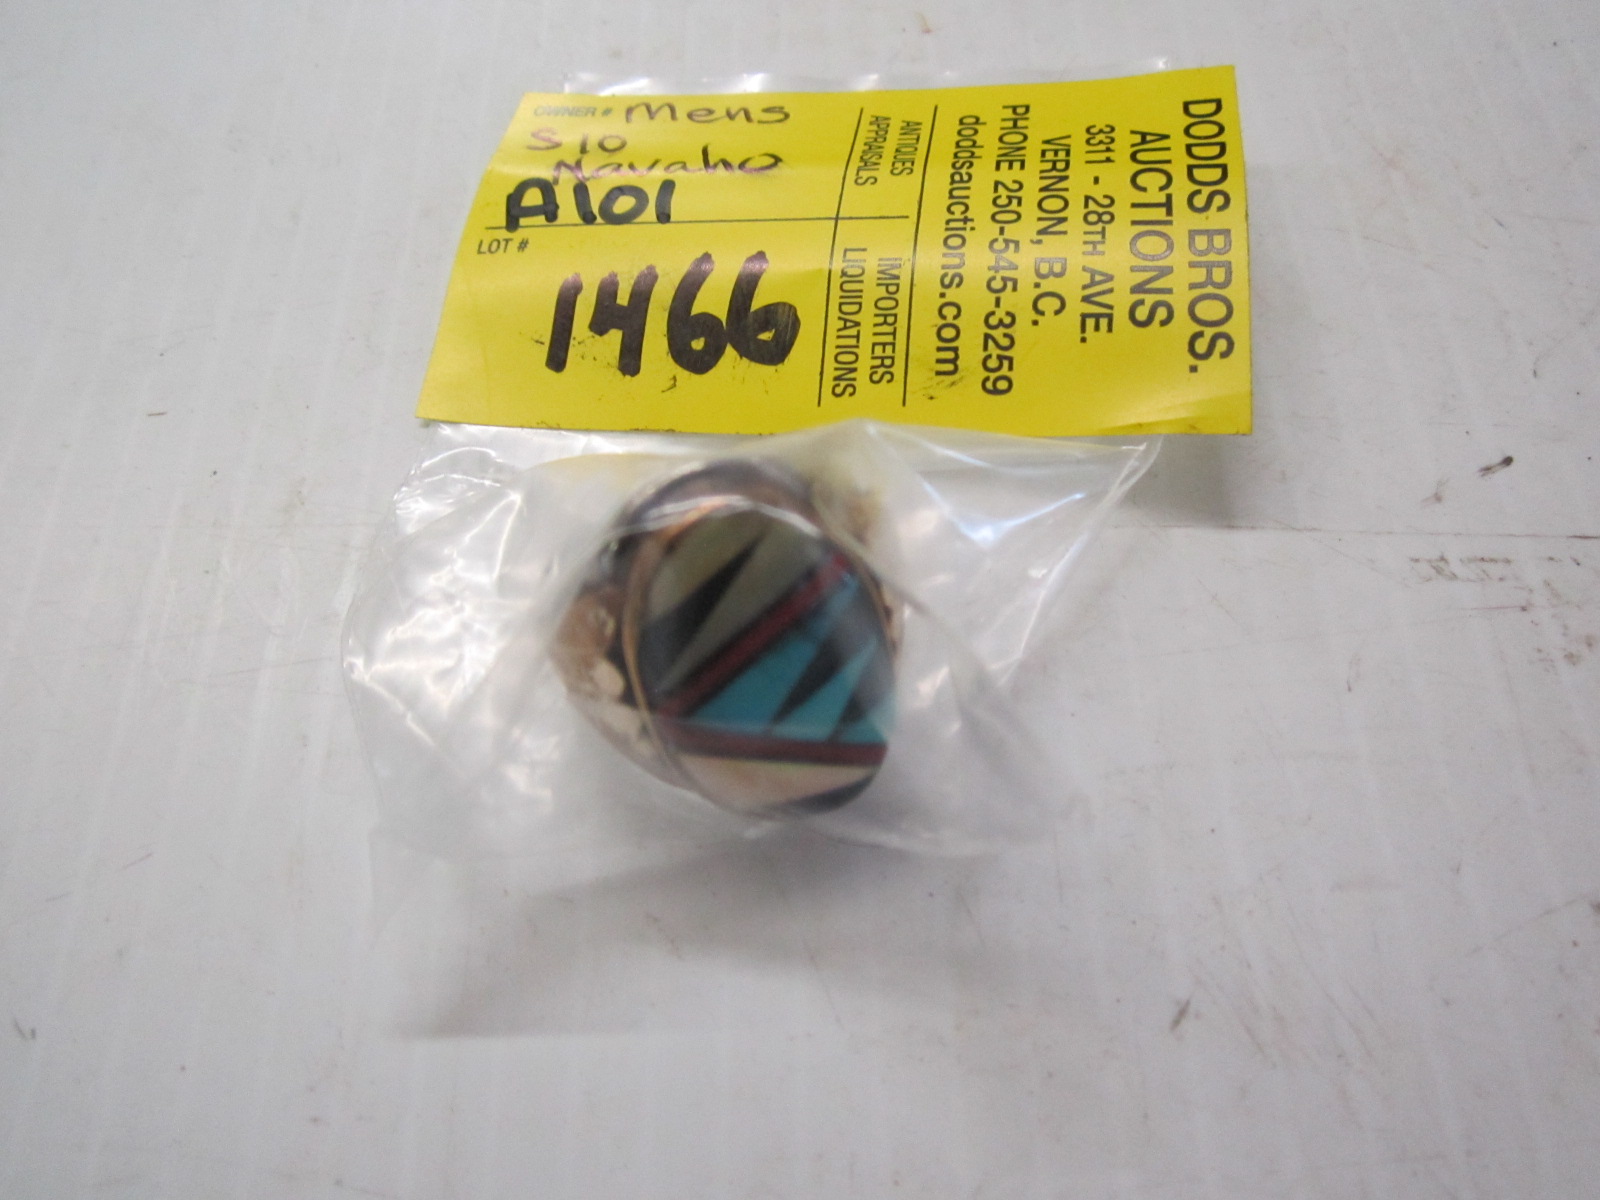 OWNER # Mens
S 10
Navaho
A101
LOT #
1466
DODDS BROS.
AUCTIONS
3311 - 28TH AVE.
VERNON, B.C.
PHONE 250-545-3259
doddsauctions.com
ANTIQUES
APPRAISALS
IMPORTERS
LIQUIDATIONS